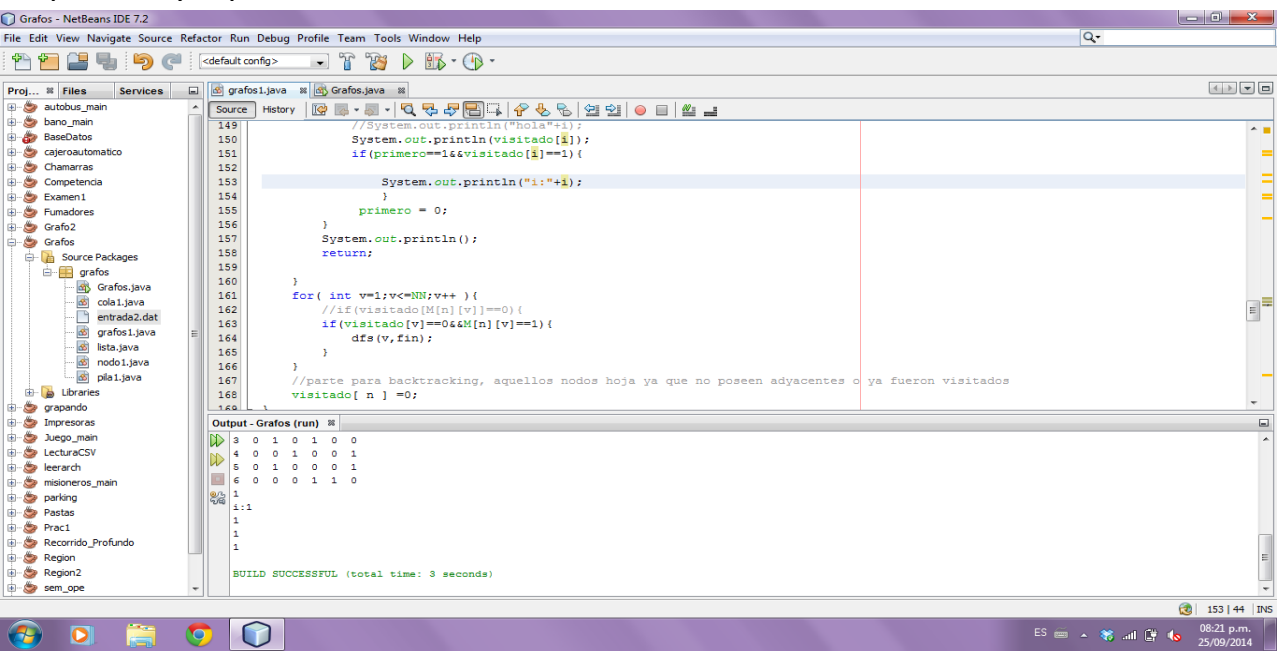 Grafos - NetBeans IDE 7.2
File Edit View Navigate Source Refactor Run Debug Profile Team Tools Window Help
<default config>
Proj... Files Services
autobus_main
bano_main
BaseDatos
cajeroautomatico
Chamarras
Competencia
Examen1
Fumadores
Grafo2
Grafos
Source Packages
grafos
Grafos.java
cola1.java
entrada2.dat
grafos1.java
lista.java
nodo1.java
pila1.java
Libraries
grapando
Impresoras
Juego_main
LecturaCSV
leerarch
misioneros_main
parking
Pastas
Prac1
Recorrido_Profundo
Region
Region2
sem_ope
grafos1.java Grafos.java
Source History
149 //System.out.println("hola"+i);
150 System.out.println(visitado[i]);
151 if(primero==1&&visitado[i]==1){
152
153 System.out.println("i:"+i);
154 }
155 primero = 0;
156 }
157 System.out.println();
158 return;
159
160 }
161 for( int v=1;v<=NN;v++ ){
162 //if(visitado[M[n][v]]==0){
163 if(visitado[v]==0&&M[n][v]==1){
164 dfs(v,fin);
165 }
166 }
167 //parte para backtracking, aquellos nodos hoja ya que no poseen adyacentes o ya fueron visitados
168 visitado[ n ] =0;
169 }
Output - Grafos (run)
3 0 1 0 1 0 0
4 0 0 1 0 0 1
5 0 1 0 0 0 1
6 0 0 0 1 1 0
1
i:1
1
1
1
BUILD SUCCESSFUL (total time: 3 seconds)
153 | 44 INS
ES
08:21 p.m.
25/09/2014